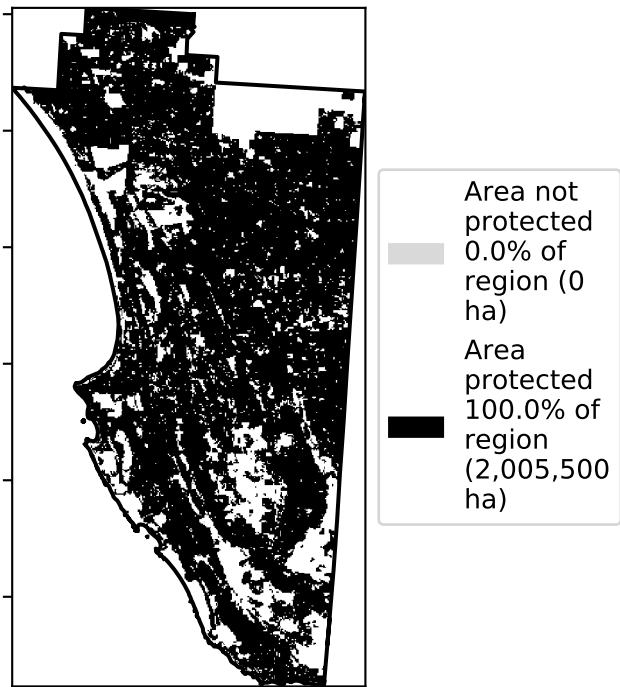 Area not
protected
0.0% of
region (0
ha)
Area
protected
100.0% of
region
(2,005,500
ha)